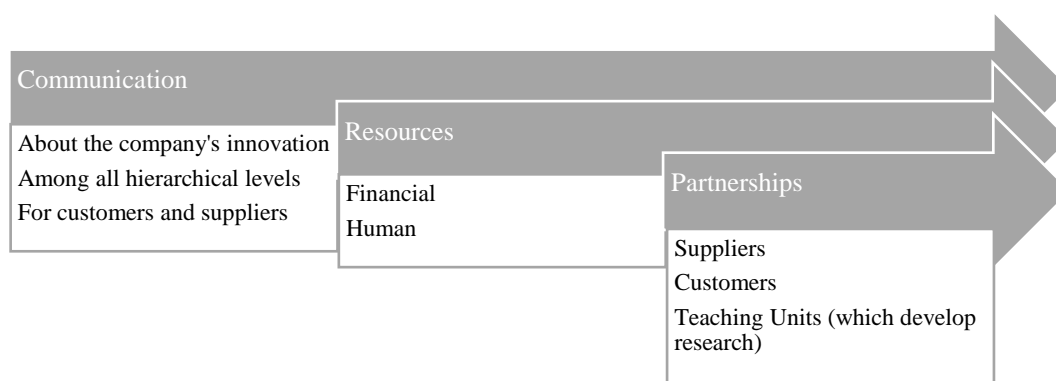 Communication
About the company's innovation
Among all hierarchical levels
For customers and suppliers
Resources
Financial
Human
Partnerships
Suppliers
Customers
Teaching Units (which develop
research)